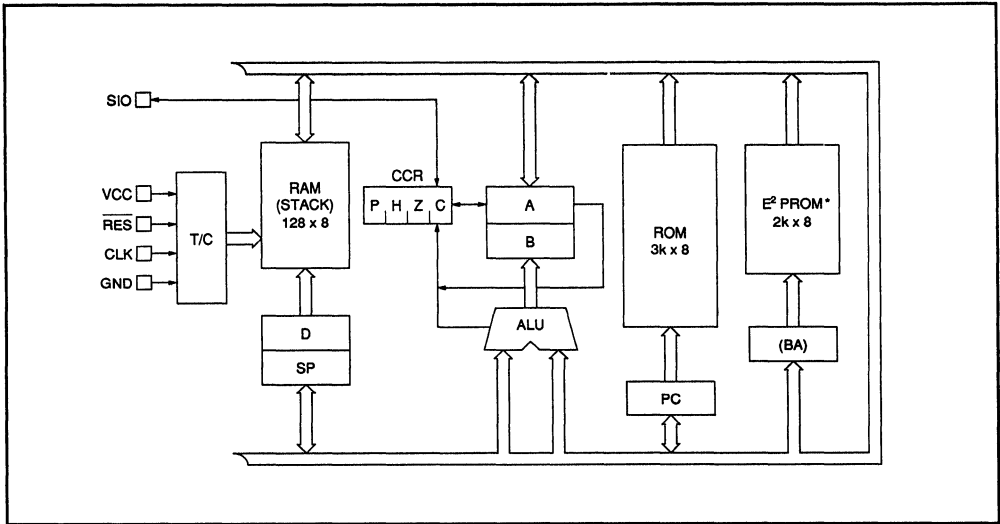 SIO
VCC
RES
CLK
GND
T/C
RAM
(STACK)
128 x 8
D
SP
CCR
P H Z C
A
B
ALU
ROM
3k x 8
PC
E² PROM*
2k x 8
(BA)